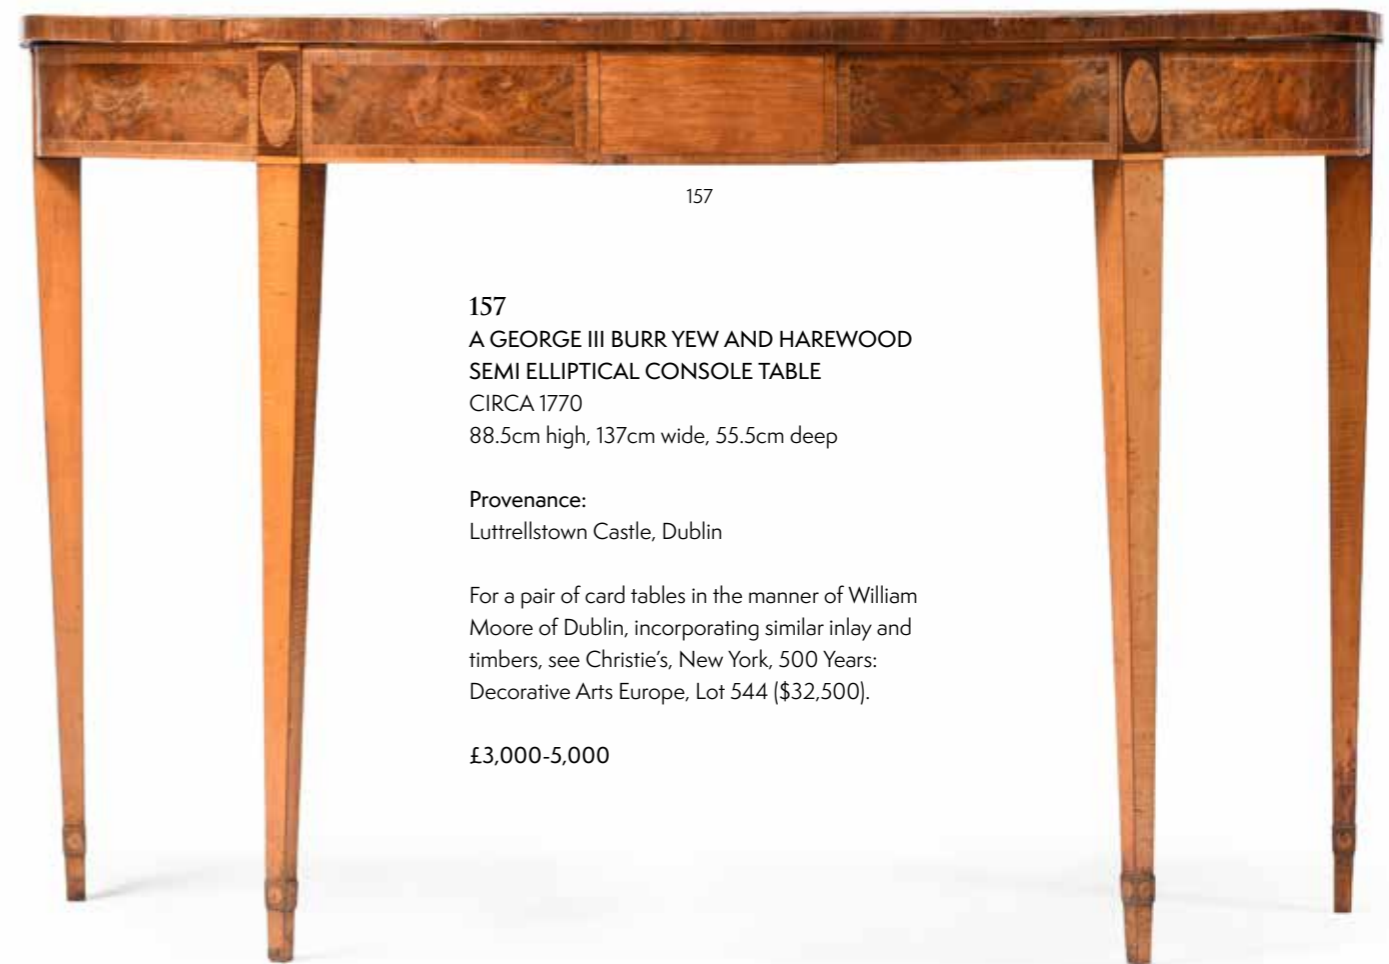 157
157
A GEORGE III BURR YEW AND HAREWOOD
SEMI ELLIPTICAL CONSOLE TABLE
CIRCA 1770
88.5cm high, 137cm wide, 55.5cm deep
Provenance:
Luttrellstown Castle, Dublin
For a pair of card tables in the manner of William
Moore of Dublin, incorporating similar inlay and
timbers, see Christie's, New York, 500 Years:
Decorative Arts Europe, Lot 544 ($32,500).
£3,000-5,000